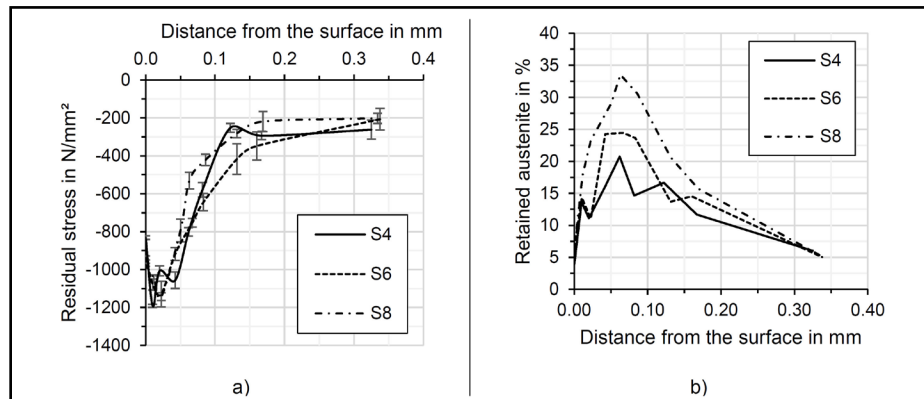 Distance from the surface in mm
0.0 0.1 0.2 0.3 0.4
0
-200
-400
-600
-800
-1000
-1200
-1400
Residual stress in N/mm²
S4
S6
S8
a)
40
35
30
25
20
15
10
5
0
Retained austenite in %
S4
S6
S8
0.00 0.10 0.20 0.30 0.40
Distance from the surface in mm
b)